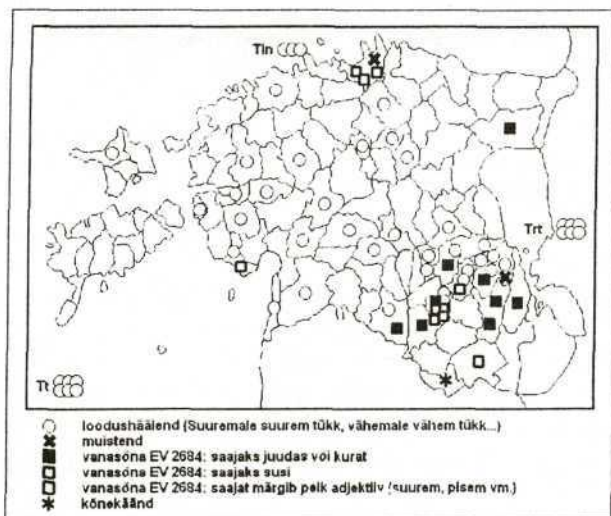 Tln
Trt
Tt
loodushäälend (Suuremale suurem tükk, vähemale vähem tükk...)
muistend
vanasõna EV 2684: saajaks juudas või kurat
vanasõna EV 2684: saajaks susi
vanasõna EV 2684: saajat märgib pelk adjektiiv (suurem, pisem vm.)
kõnekäänd